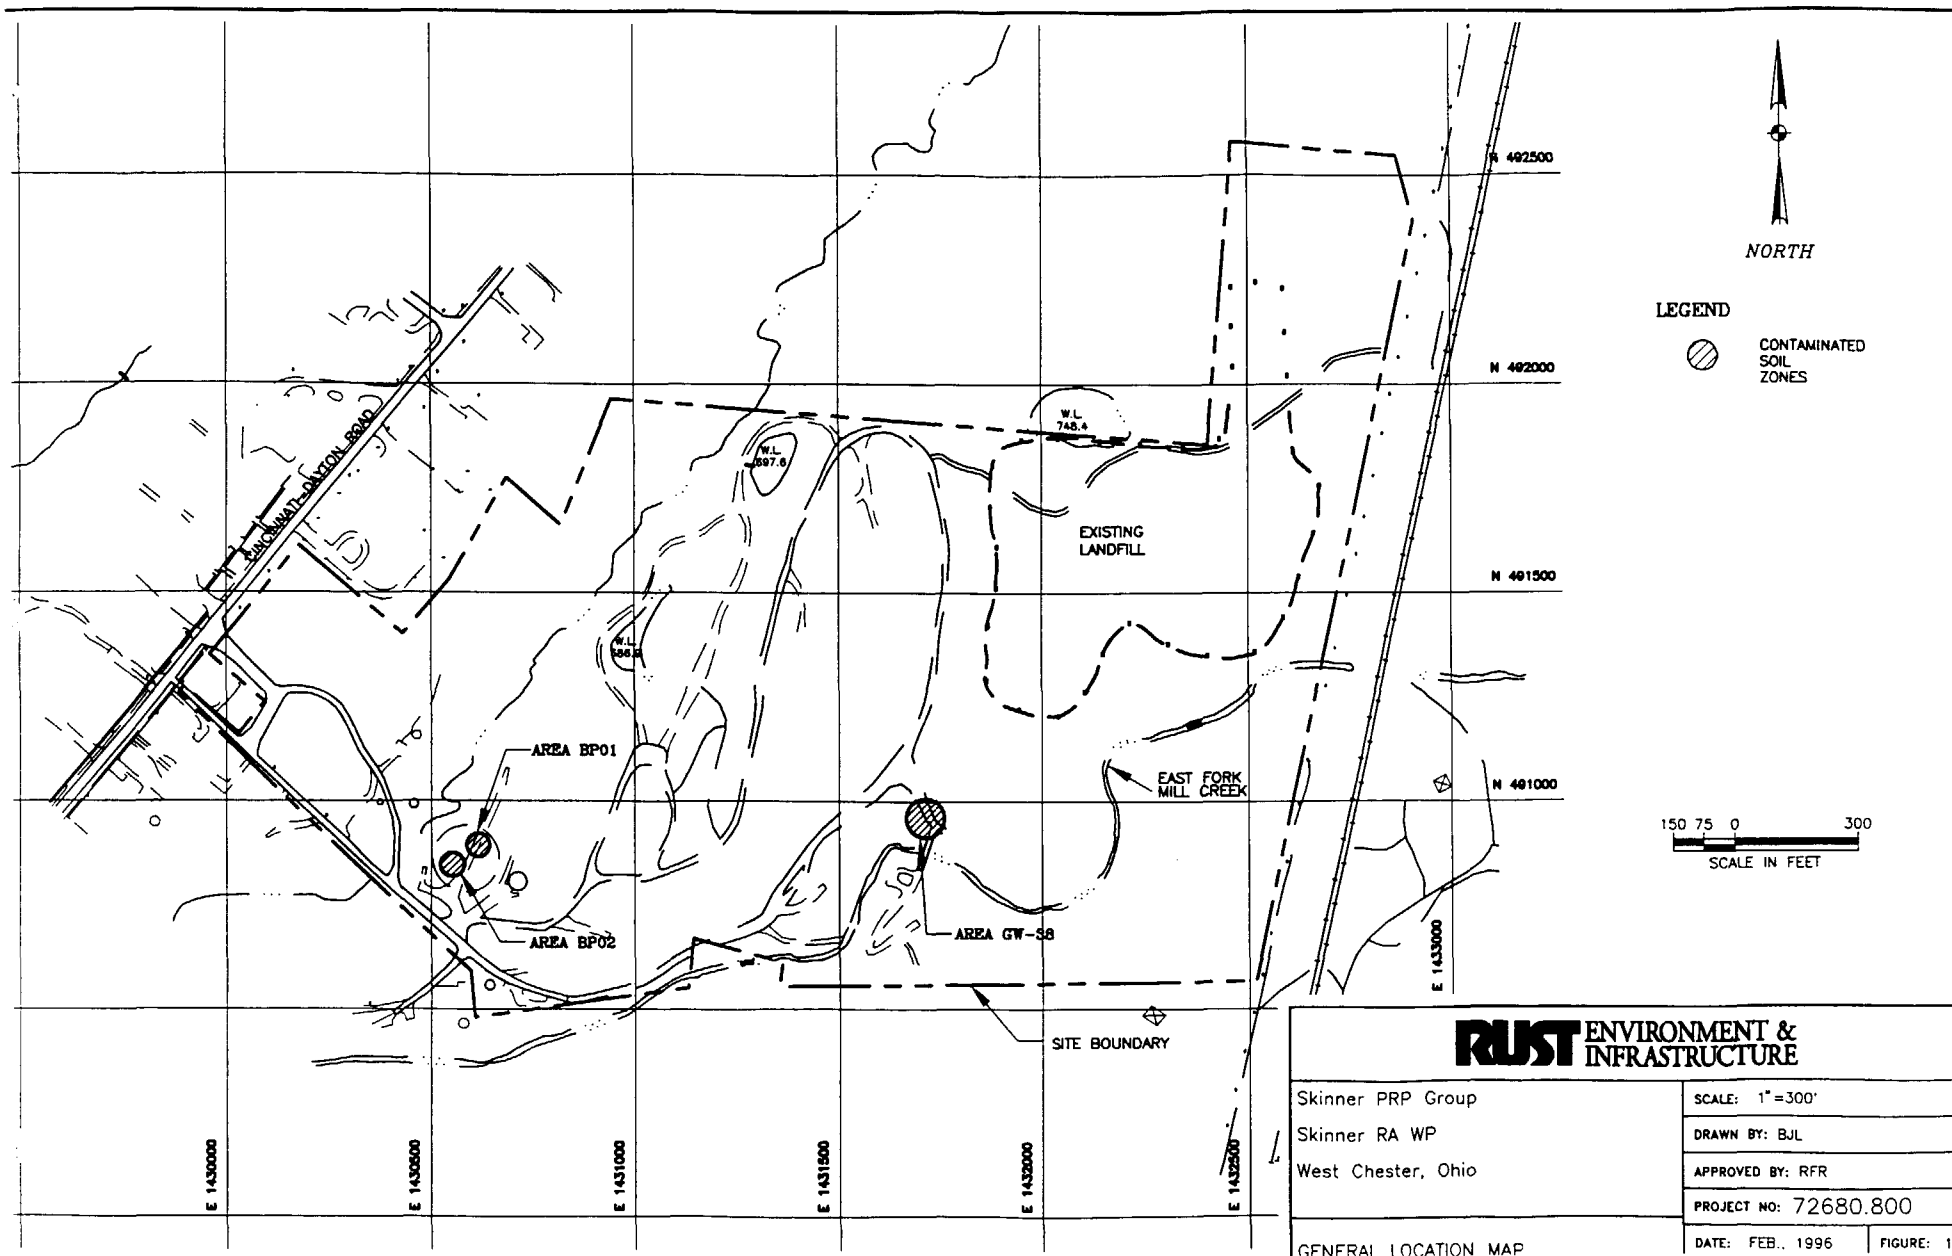 N 492500
NORTH
LEGEND
CONTAMINATED
SOIL
ZONES
N 492000
CINCINNATI-DAYTON ROAD
W.L.
748.4
W.L.
597.6
EXISTING
LANDFILL
N 491500
W.L.
AREA BP01
EAST FORK
MILL CREEK
N 491000
150 75 0 300
SCALE IN FEET
AREA BP02
AREA GW-38
SITE BOUNDARY
E 1430000
E 1430500
E 1431000
E 1431500
E 1432000
E 1432500
E 1433000
RUST ENVIRONMENT &
INFRASTRUCTURE
Skinner PRP Group
Skinner RA WP
West Chester, Ohio
GENERAL LOCATION MAP
SCALE: 1"=300'
DRAWN BY: BJL
APPROVED BY: RFR
PROJECT NO: 72680.800
DATE: FEB., 1996
FIGURE: 1